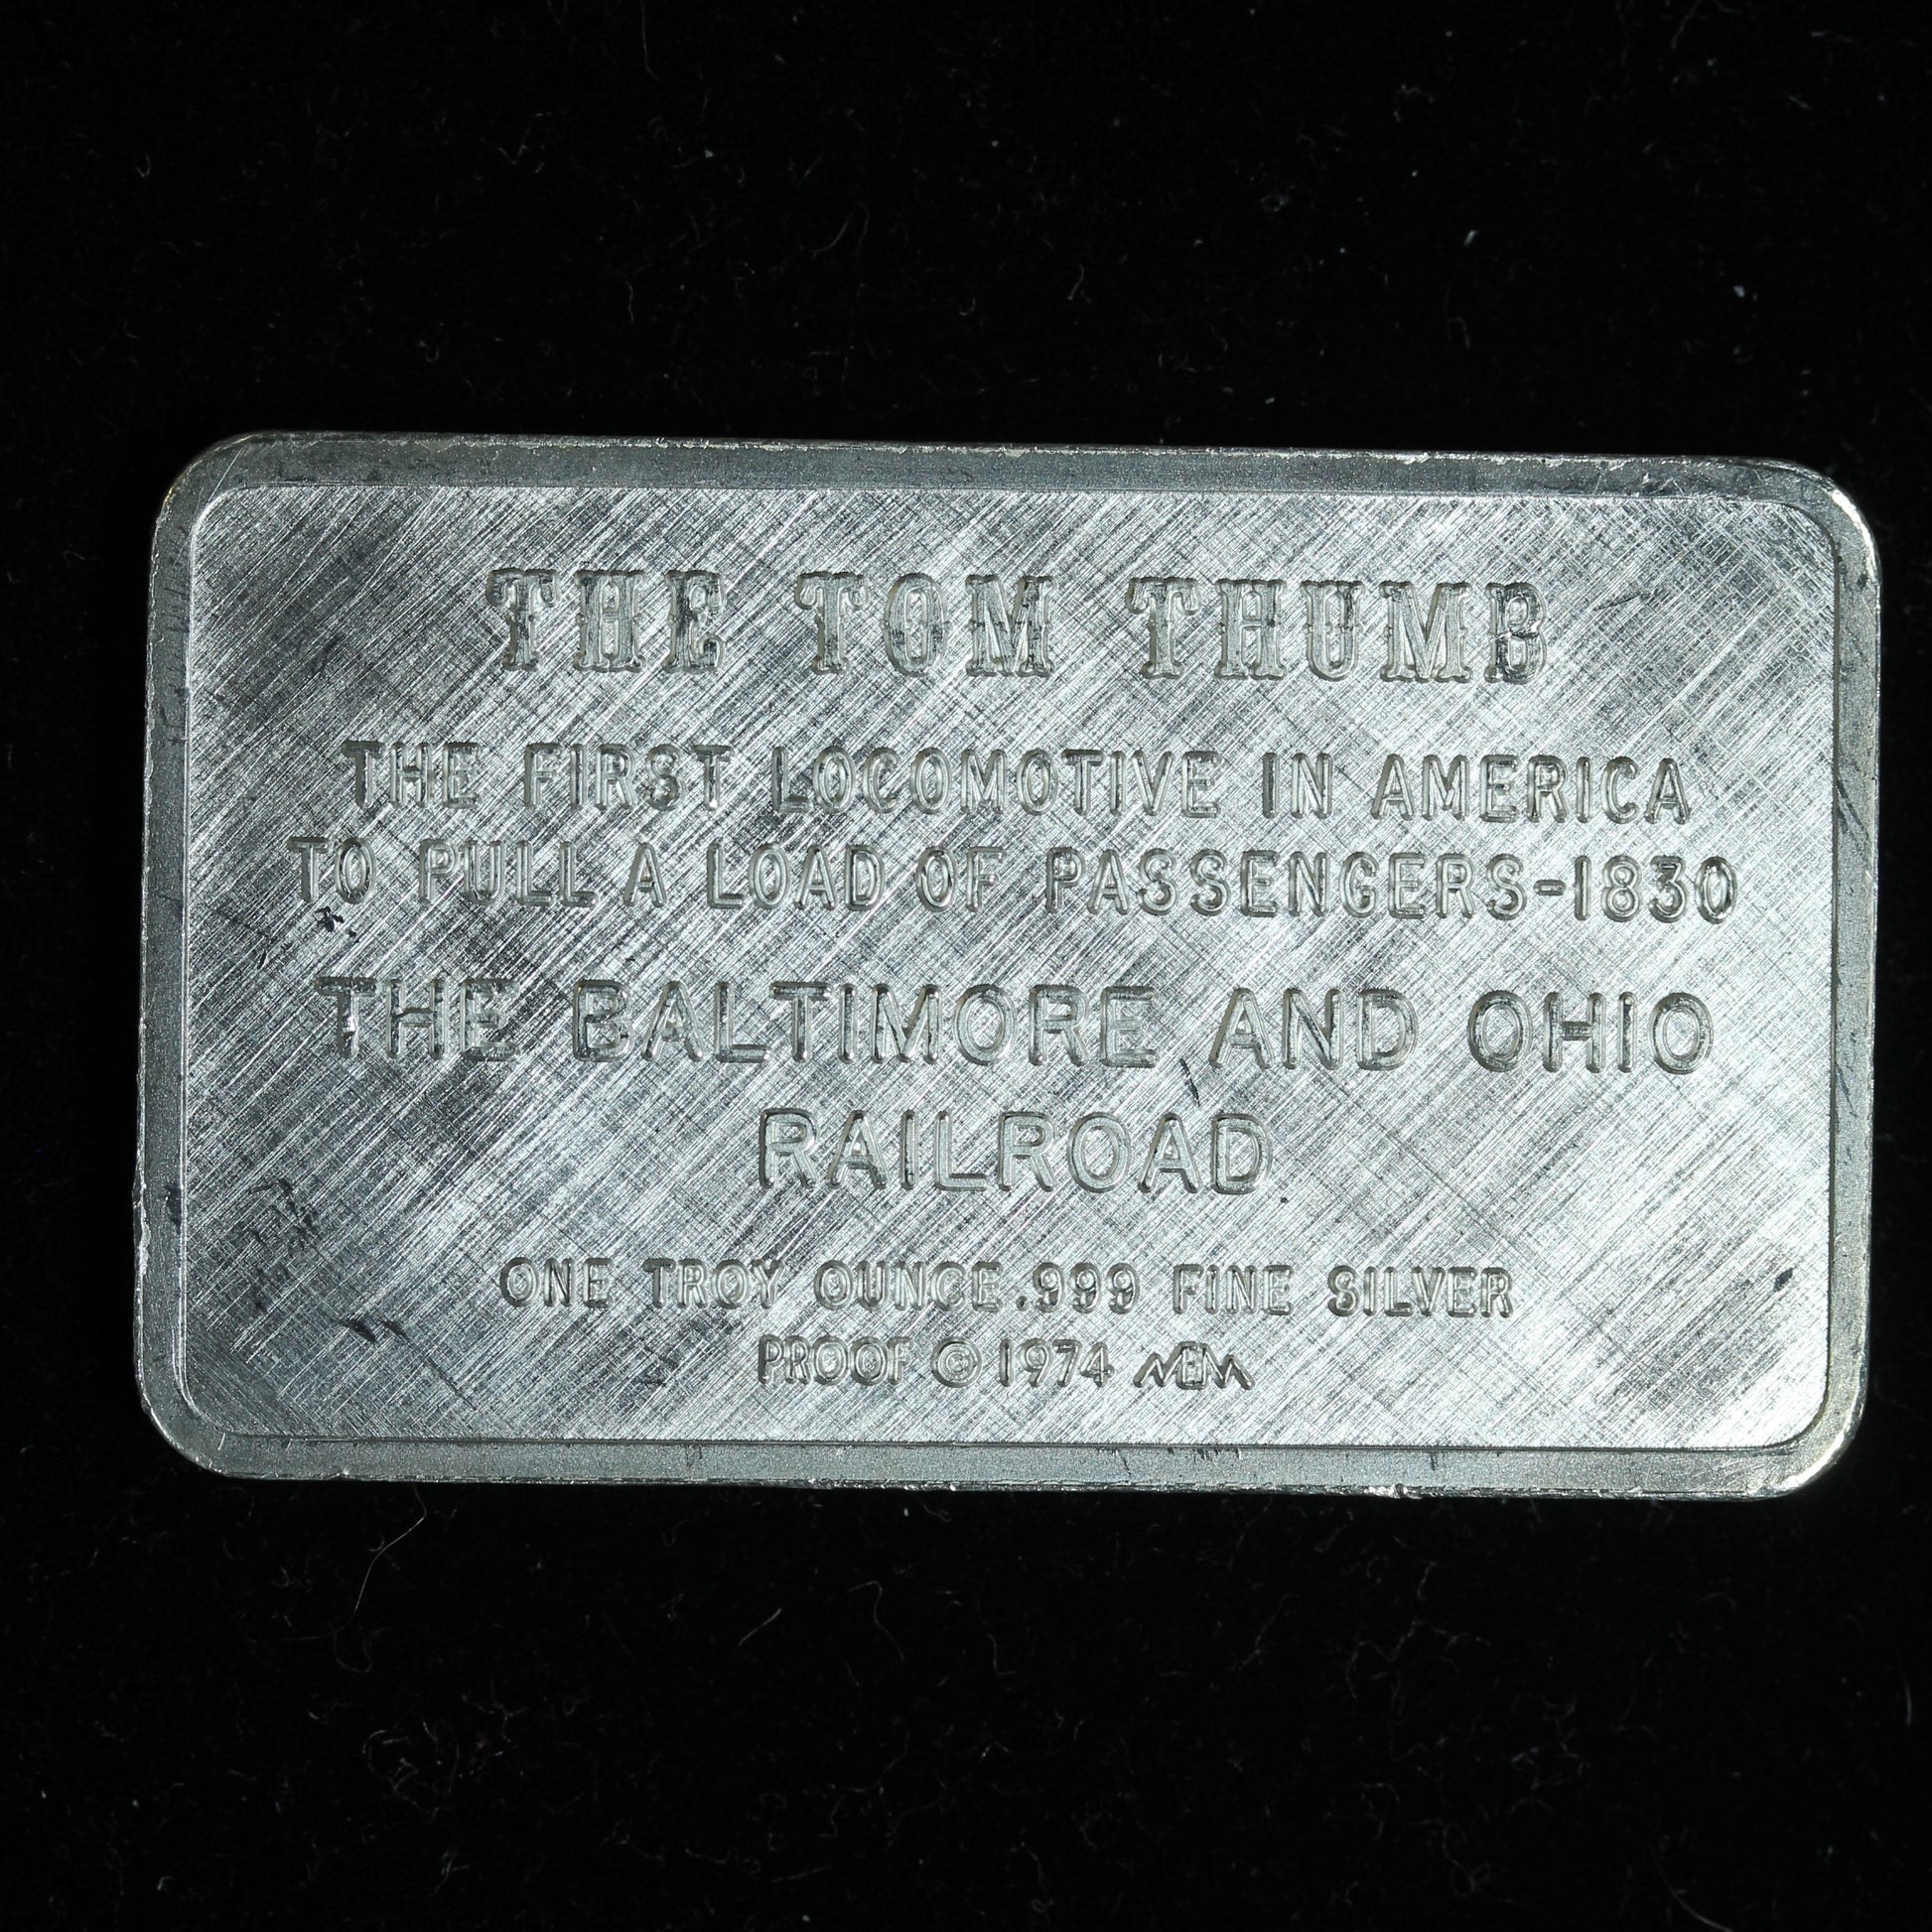 THE TOM THUMB
THE FIRST LOCOMOTIVE IN AMERICA
TO PULL A LOAD OF PASSENGERS-1830
THE BALTIMORE AND OHIO
RAILROAD
ONE TROY OUNCE .999 FINE SILVER
PROOF © 1974